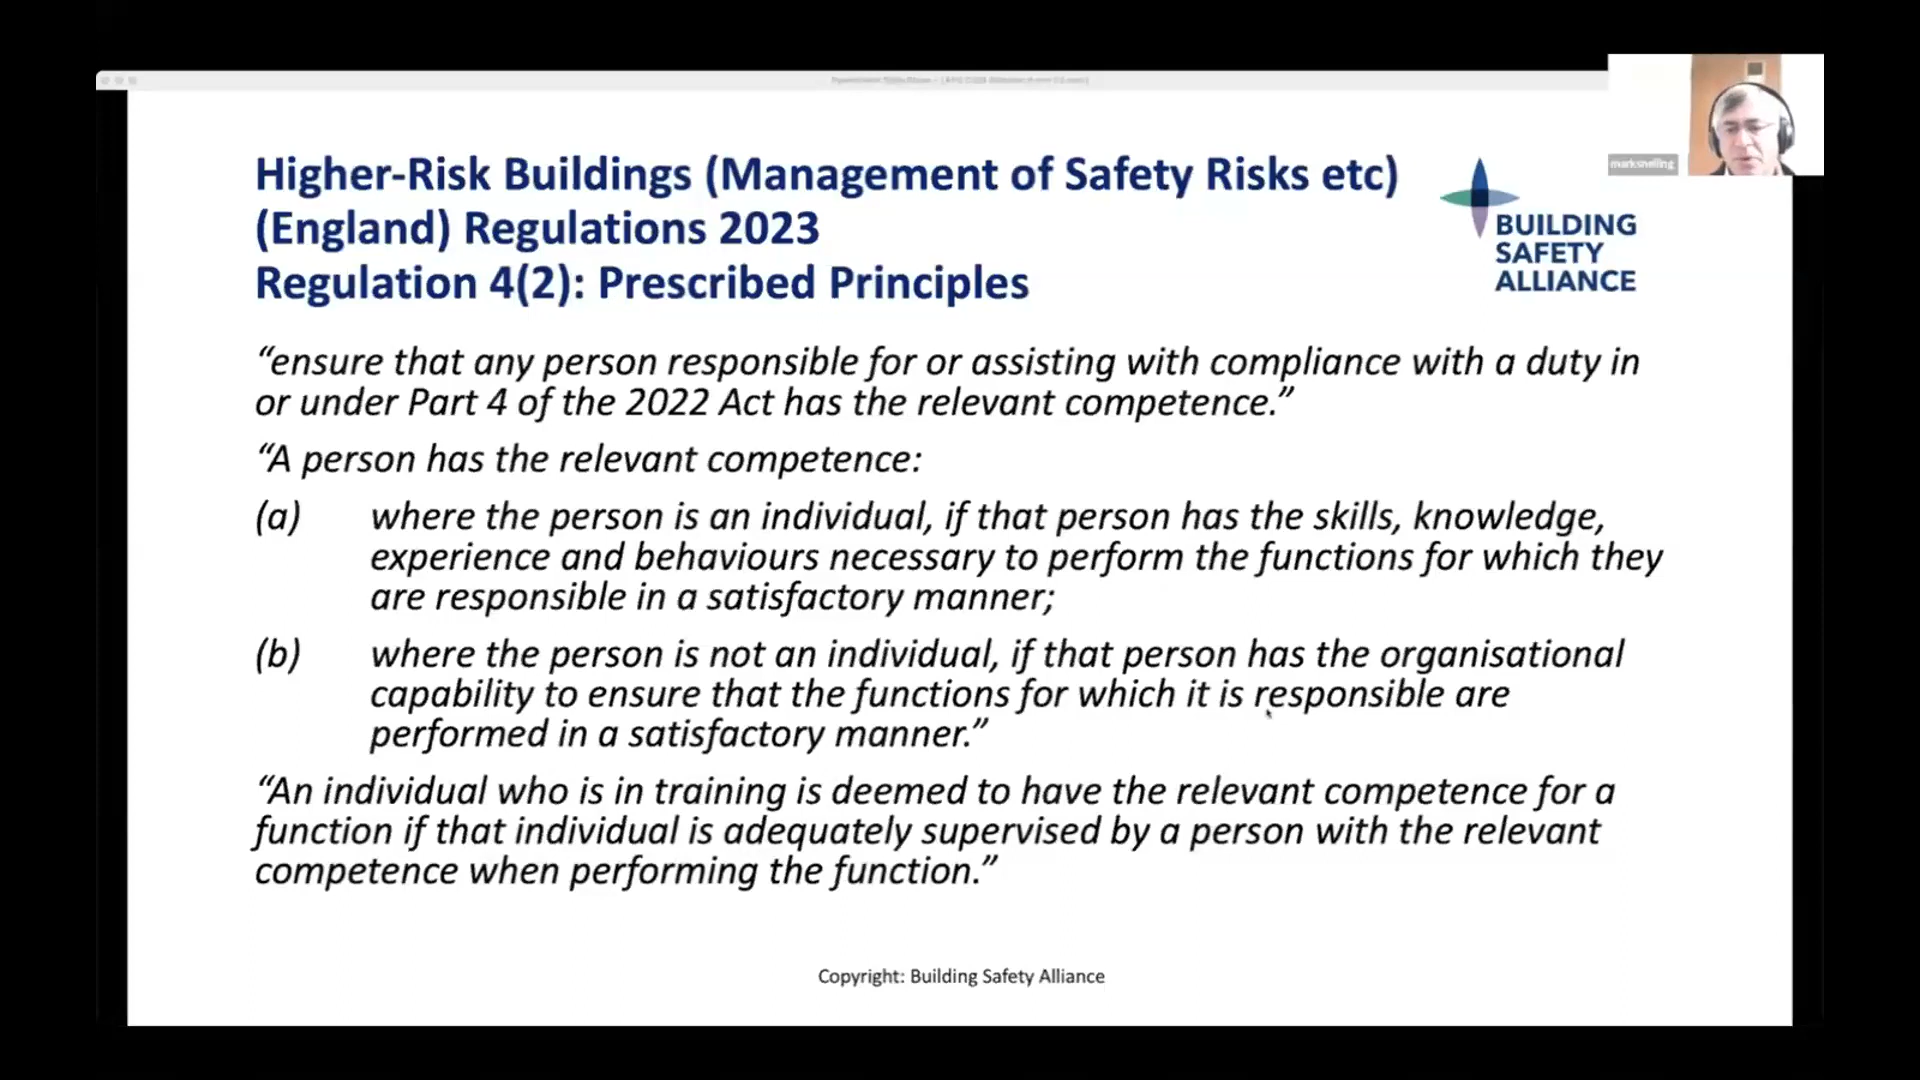 marksnelling
Higher-Risk Buildings (Management of Safety Risks etc)
(England) Regulations 2023
Regulation 4(2): Prescribed Principles
BUILDING
SAFETY
ALLIANCE
“ensure that any person responsible for or assisting with compliance with a duty in
or under Part 4 of the 2022 Act has the relevant competence.”
“A person has the relevant competence:
(a) where the person is an individual, if that person has the skills, knowledge,
experience and behaviours necessary to perform the functions for which they
are responsible in a satisfactory manner;
(b) where the person is not an individual, if that person has the organisational
capability to ensure that the functions for which it is responsible are
performed in a satisfactory manner.”
“An individual who is in training is deemed to have the relevant competence for a
function if that individual is adequately supervised by a person with the relevant
competence when performing the function.”
Copyright: Building Safety Alliance